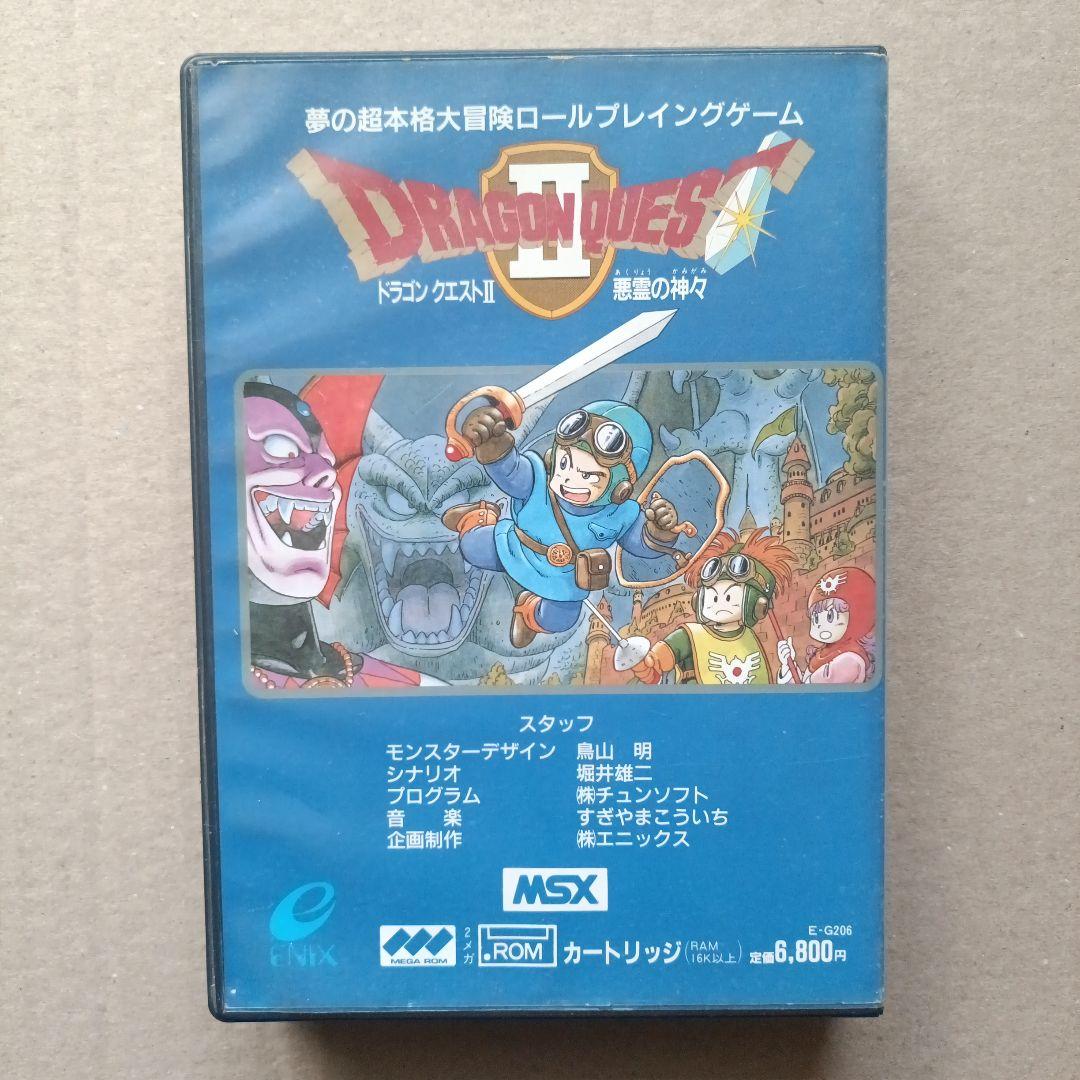 夢の超本格大冒険ロールプレイングゲーム
DRAGON QUEST
II
ドラゴン クエストII
あくりょう かみがみ
悪霊の神々
スタッフ
モンスターデザイン 鳥山 明
シナリオ 堀井雄二
プログラム ㈱チュンソフト
音 楽 すぎやまこういち
企画制作 ㈱エニックス
MSX
ENIX
MEGA ROM
2メガ
ROM
カートリッジ(RAM 16K以上)
E-G206
定価6,800円